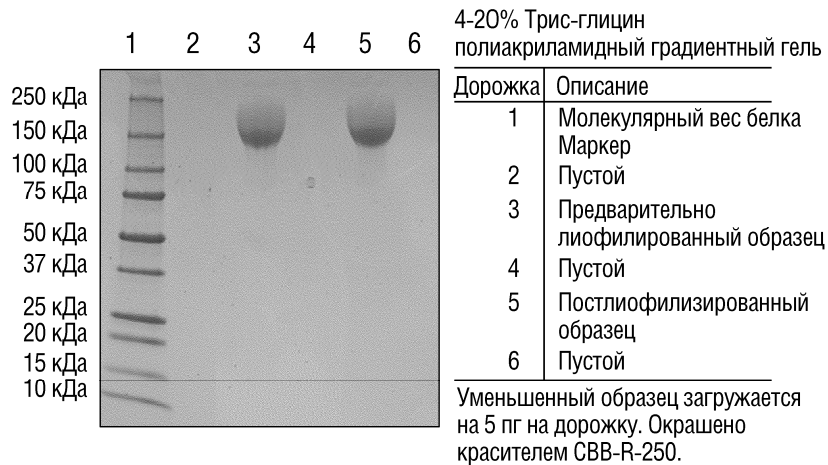 1 2 3 4 5 6
250 кДа
150 кДа
100 кДа
75 кДа
50 кДа
37 кДа
25 кДа
20 кДа
15 кДа
10 кДа
4-20% Трис-глицин
полиакриламидный градиентный гель
Дорожка Описание
1 Молекулярный вес белка
Маркер
2 Пустой
3 Предварительно
лиофилированный образец
4 Пустой
5 Постлиофилизированный
образец
6 Пустой
Уменьшенный образец загружается
на 5 пг на дорожку. Окрашено
красителем CBB-R-250.